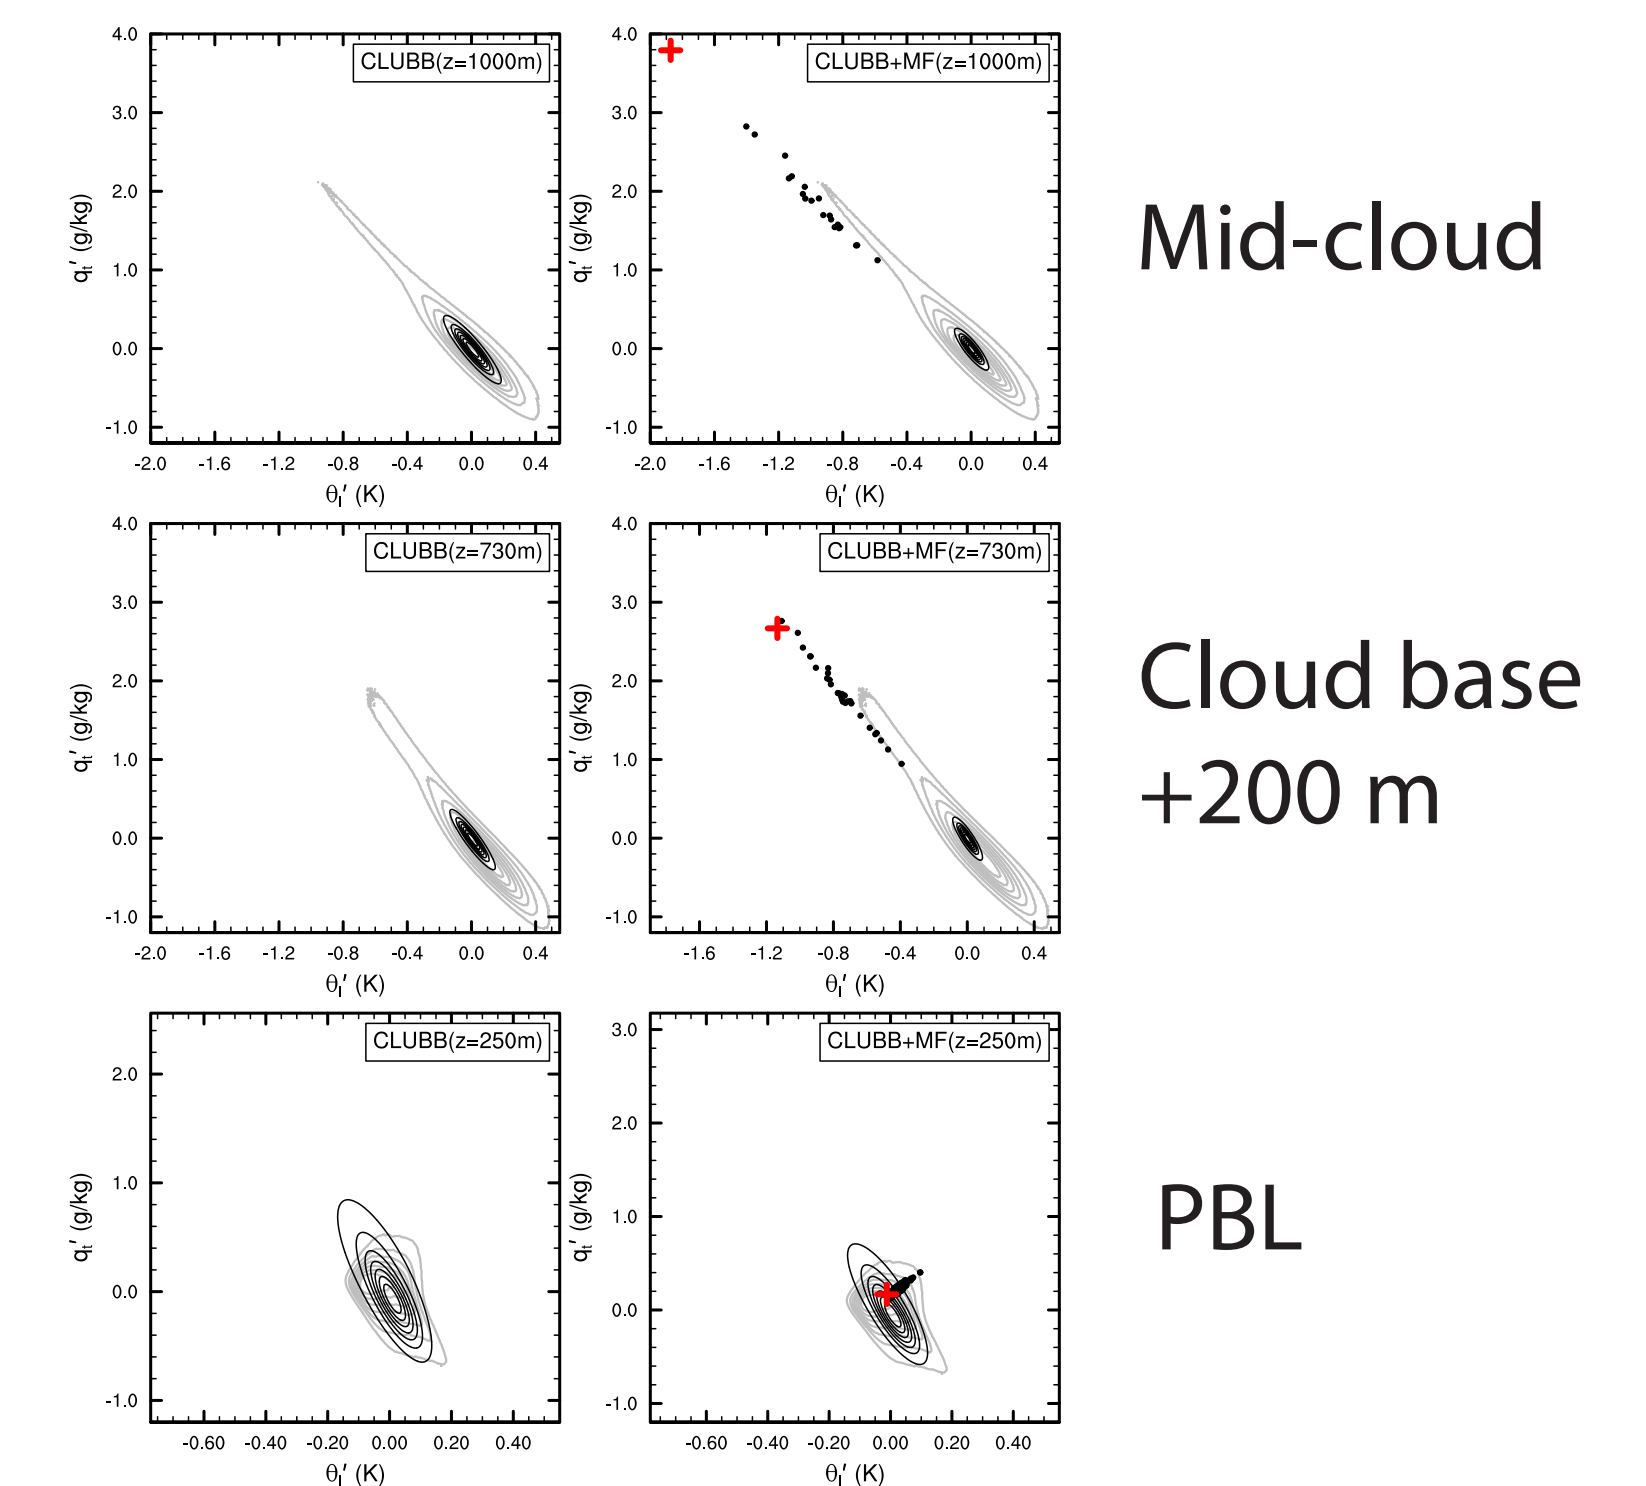 4.0
3.0
2.0
1.0
0.0
-1.0
qt′ (g/kg)
CLUBB(z=1000m)
-2.0 -1.6 -1.2 -0.8 -0.4 0.0 0.4
θl′ (K)
4.0
3.0
2.0
1.0
0.0
-1.0
qt′ (g/kg)
CLUBB+MF(z=1000m)
-2.0 -1.6 -1.2 -0.8 -0.4 0.0 0.4
θl′ (K)
Mid-cloud
4.0
3.0
2.0
1.0
0.0
-1.0
qt′ (g/kg)
CLUBB(z=730m)
-2.0 -1.6 -1.2 -0.8 -0.4 0.0 0.4
θl′ (K)
4.0
3.0
2.0
1.0
0.0
-1.0
qt′ (g/kg)
CLUBB+MF(z=730m)
-1.6 -1.2 -0.8 -0.4 0.0 0.4
θl′ (K)
Cloud base
+200 m
2.0
1.0
0.0
-1.0
qt′ (g/kg)
CLUBB(z=250m)
-0.60 -0.40 -0.20 0.00 0.20 0.40
θl′ (K)
3.0
2.0
1.0
0.0
-1.0
qt′ (g/kg)
CLUBB+MF(z=250m)
-0.60 -0.40 -0.20 0.00 0.20 0.40
θl′ (K)
PBL